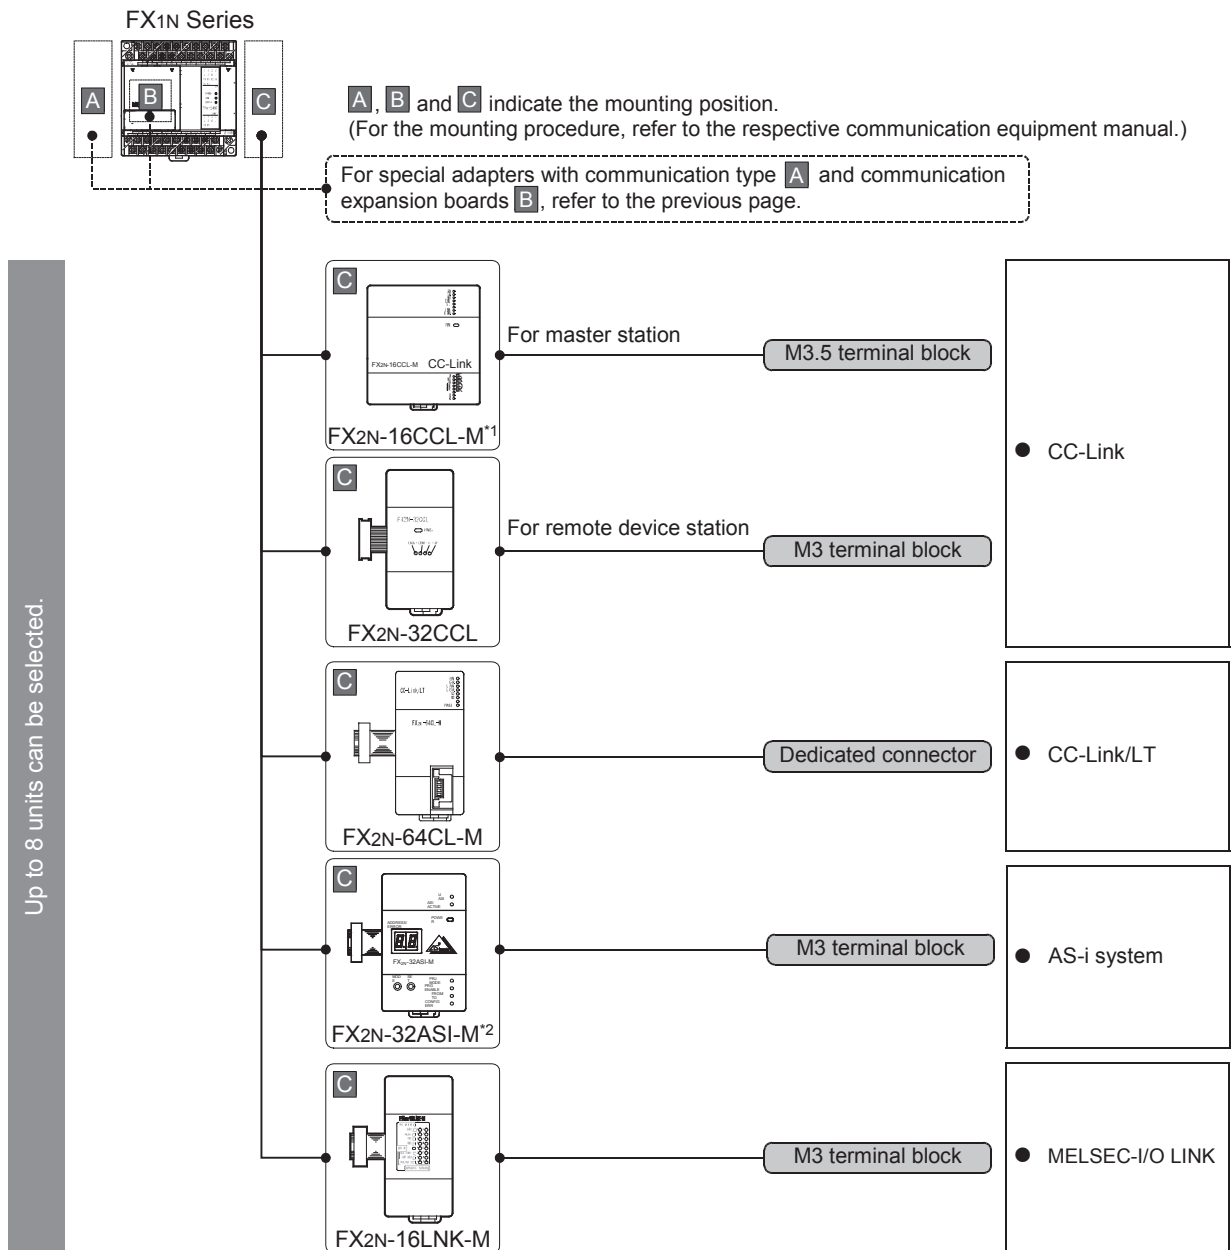 FX1N Series
A
B
C
A, B and C indicate the mounting position.
(For the mounting procedure, refer to the respective communication equipment manual.)
For special adapters with communication type A and communication
expansion boards B, refer to the previous page.
Up to 8 units can be selected.
C
FX2N-16CCL-M CC-Link
FX2N-16CCL-M*1
For master station
M3.5 terminal block
C
FX2N-32CCL
For remote device station
M3 terminal block
● CC-Link
C
CC-Link/LT
FX2N-64CL-M
Dedicated connector
● CC-Link/LT
C
FX2N-32ASI-M
FX2N-32ASI-M*2
M3 terminal block
● AS-i system
C
FX2N-16LNK-M
M3 terminal block
● MELSEC-I/O LINK